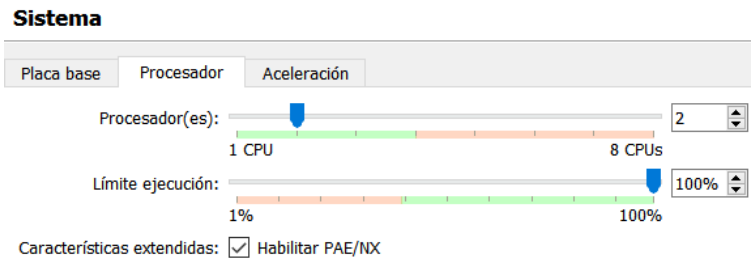 Sistema
Placa base Procesador Aceleración
Procesador(es): 2
1 CPU 8 CPUs
Límite ejecución: 100%
1% 100%
Características extendidas: Habilitar PAE/NX